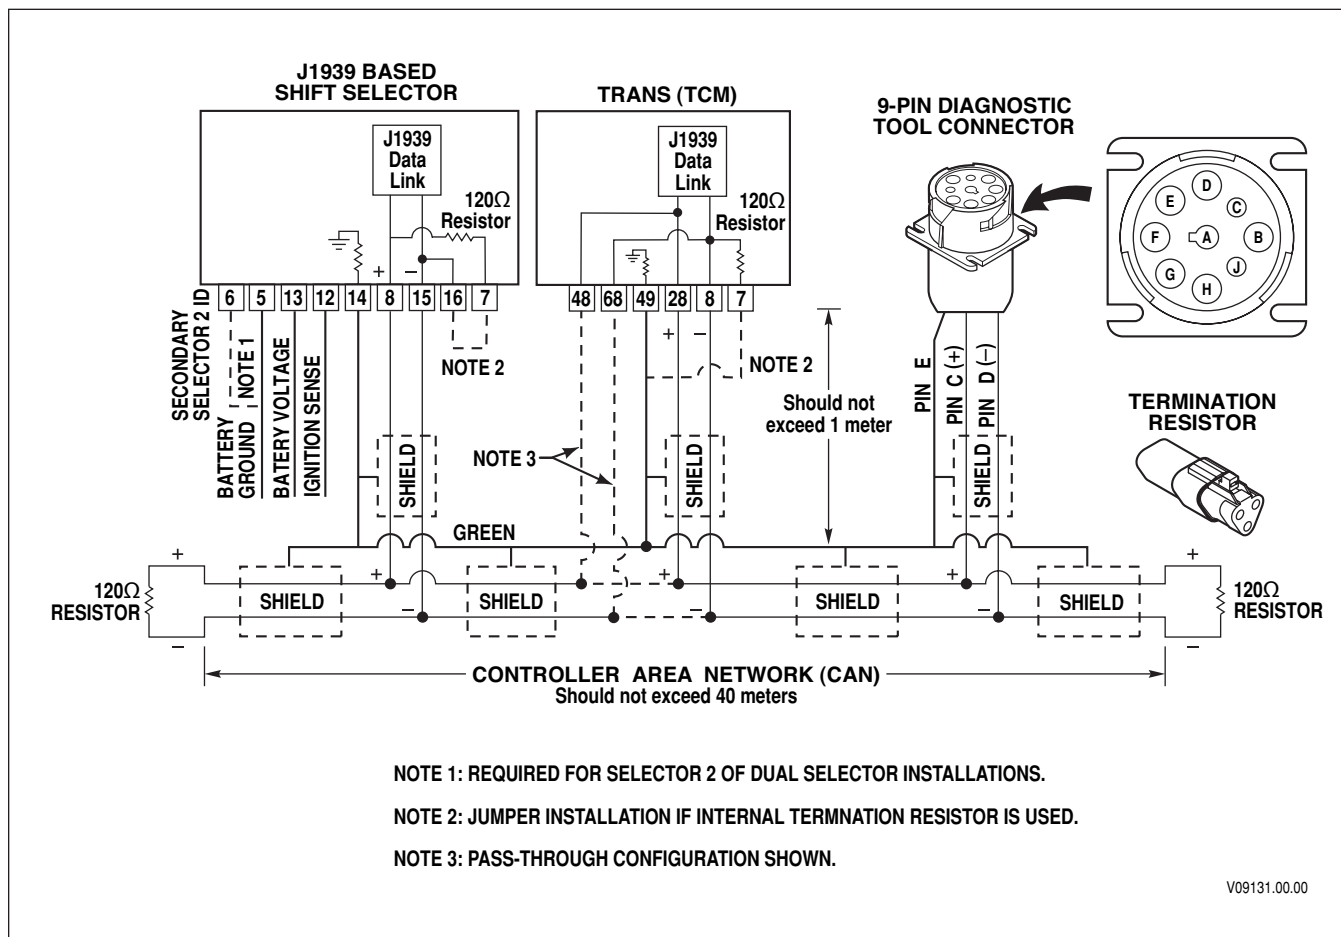 J1939 BASED
SHIFT SELECTOR
J1939
Data
Link
120Ω
Resistor
+
–
6
5
13
12
14
8
15
16
7
SECONDARY
SELECTOR 2 ID
BATTERY
GROUND
NOTE 1
BATERY VOLTAGE
IGNITION SENSE
NOTE 2
SHIELD
TRANS (TCM)
J1939
Data
Link
120Ω
Resistor
48
68
49
28
8
7
+
–
NOTE 2
NOTE 3
SHIELD
Should not
exceed 1 meter
9-PIN DIAGNOSTIC
TOOL CONNECTOR
D
E
C
F
A
B
G
J
H
PIN E
PIN C (+)
PIN D (–)
SHIELD
TERMINATION
RESISTOR
GREEN
+
120Ω
RESISTOR
–
SHIELD
+
–
SHIELD
+
–
SHIELD
+
–
SHIELD
+
120Ω
RESISTOR
–
CONTROLLER AREA NETWORK (CAN)
Should not exceed 40 meters
NOTE 1: REQUIRED FOR SELECTOR 2 OF DUAL SELECTOR INSTALLATIONS.
NOTE 2: JUMPER INSTALLATION IF INTERNAL TERMNATION RESISTOR IS USED.
NOTE 3: PASS-THROUGH CONFIGURATION SHOWN.
V09131.00.00